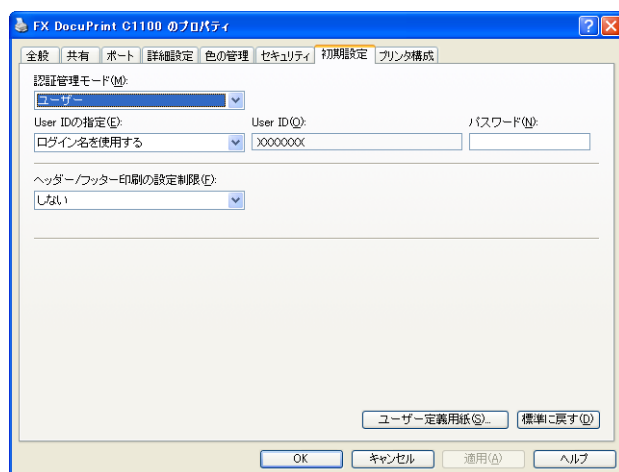 FX DocuPrint C1100 のプロパティ
全般 共有 ポート 詳細設定 色の管理 セキュリティ 初期設定 プリンタ構成
認証管理モード(M):
ユーザー
User IDの指定(E): User ID(O): パスワード(N):
ログイン名を使用する XXXXXXX
ヘッダー/フッター印刷の設定制限(F):
しない
ユーザー定義用紙(S)... 標準に戻す(D)
OK キャンセル 適用(A) ヘルプ